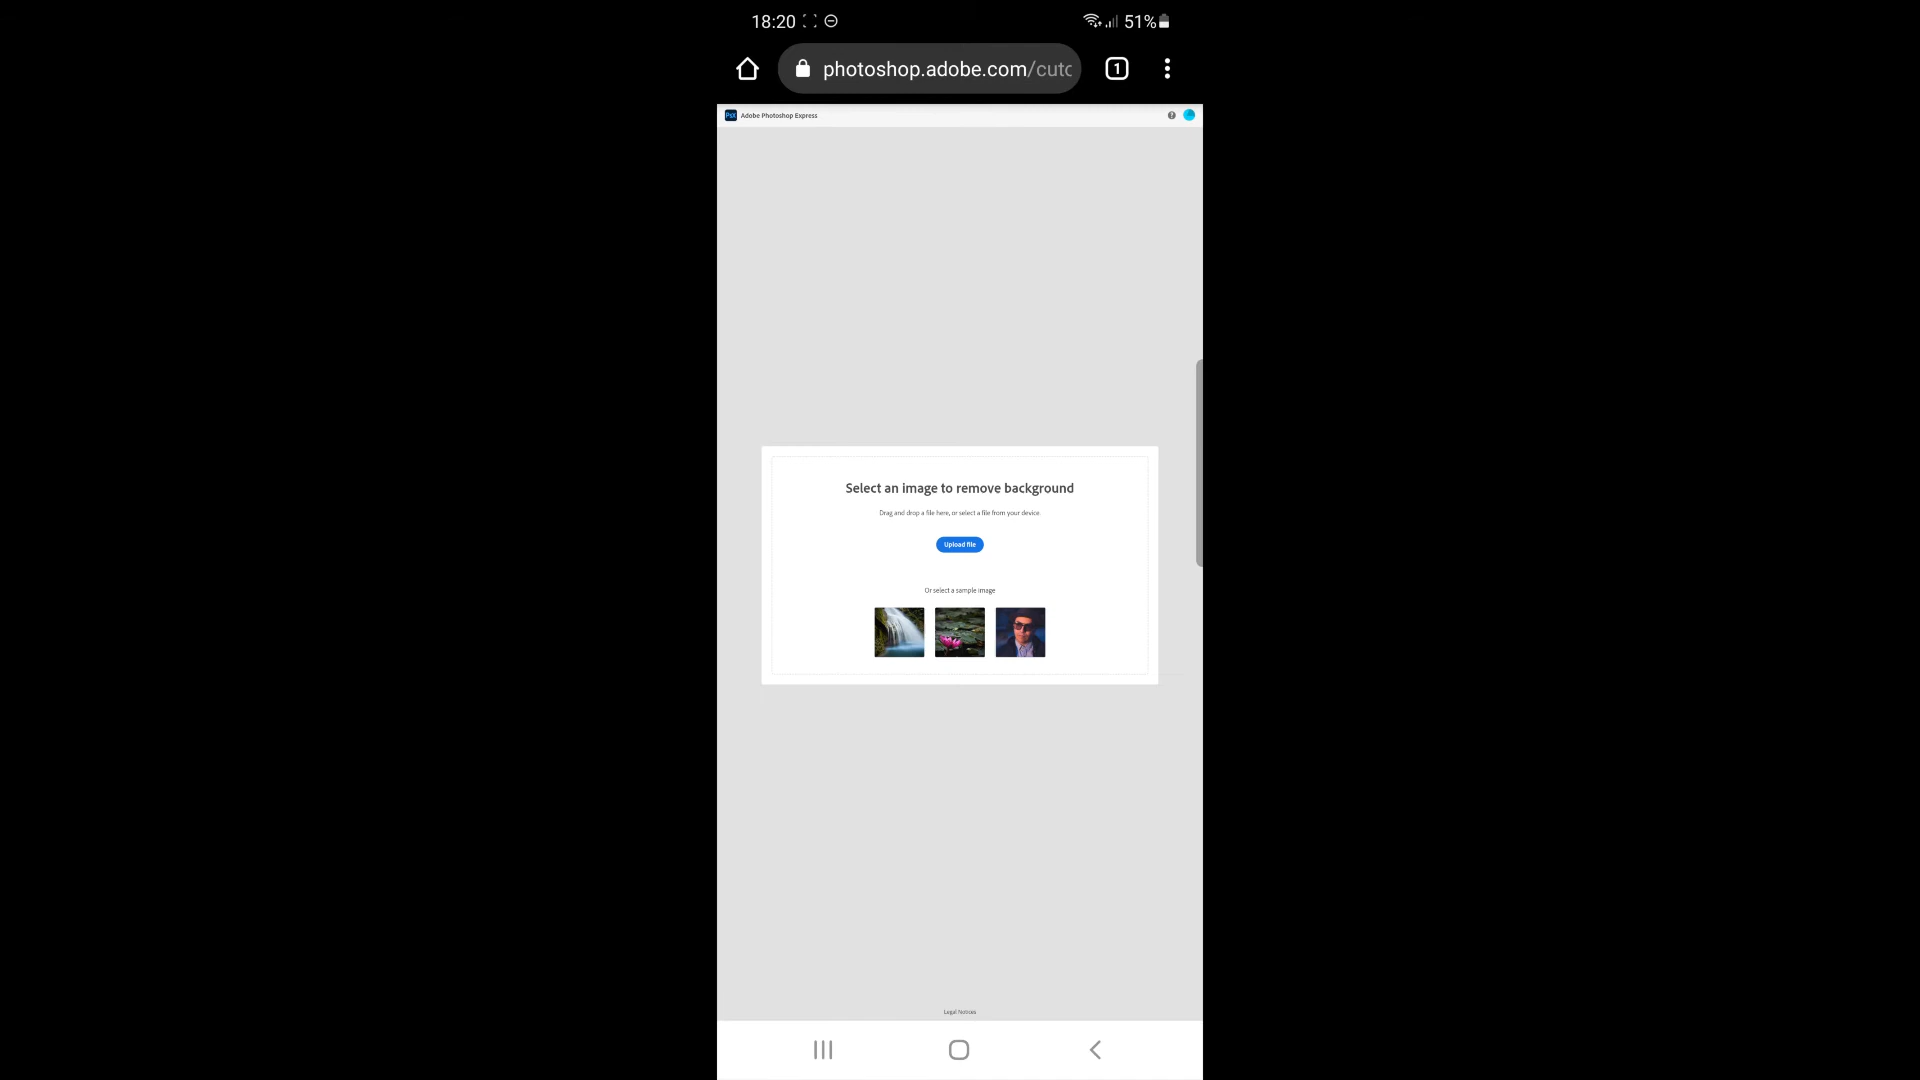 18:20
51%
photoshop.adobe.com/cutc
1
PsX Adobe Photoshop Express
?
Select an image to remove background
Drag and drop a file here, or select a file from your device.
Upload file
Or select a sample image
Legal Notices